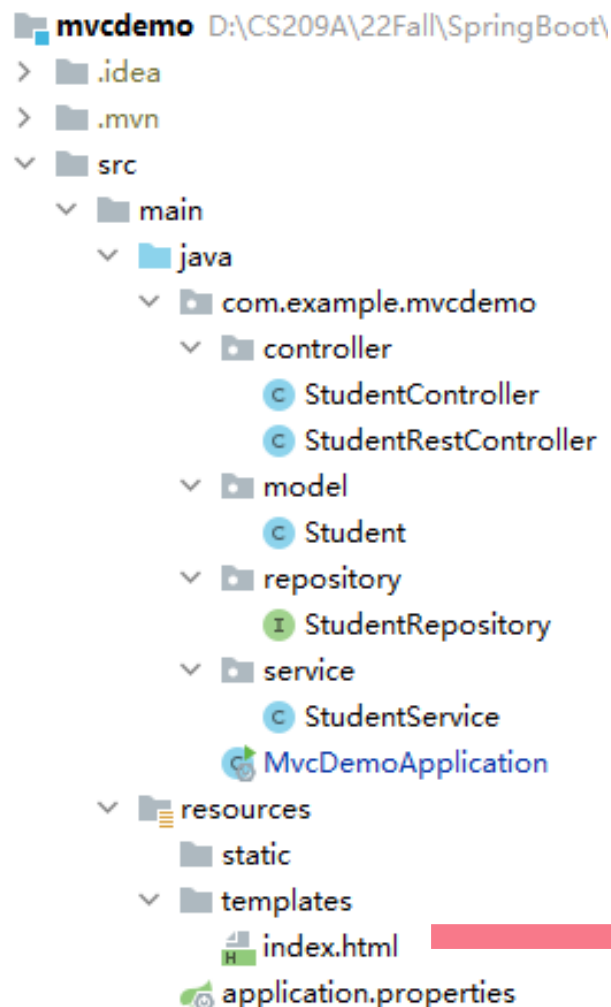 mvcdemo D:\CS209A\22Fall\SpringBoot\
.idea
.mvn
src
main
java
com.example.mvcdemo
controller
C StudentController
C StudentRestController
model
C Student
repository
I StudentRepository
service
C StudentService
MvcDemoApplication
resources
static
templates
H index.html
application.properties